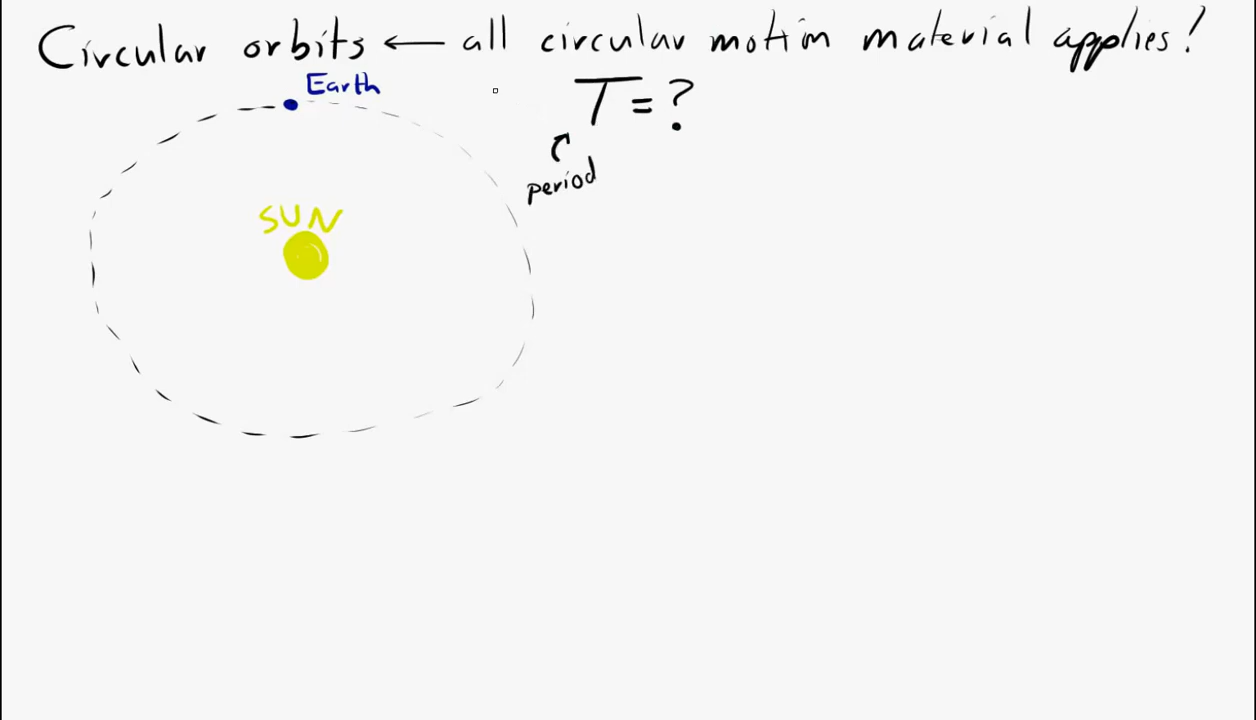 Circular orbits ← all circular motion material applies!
Earth
T = ?
period
SUN